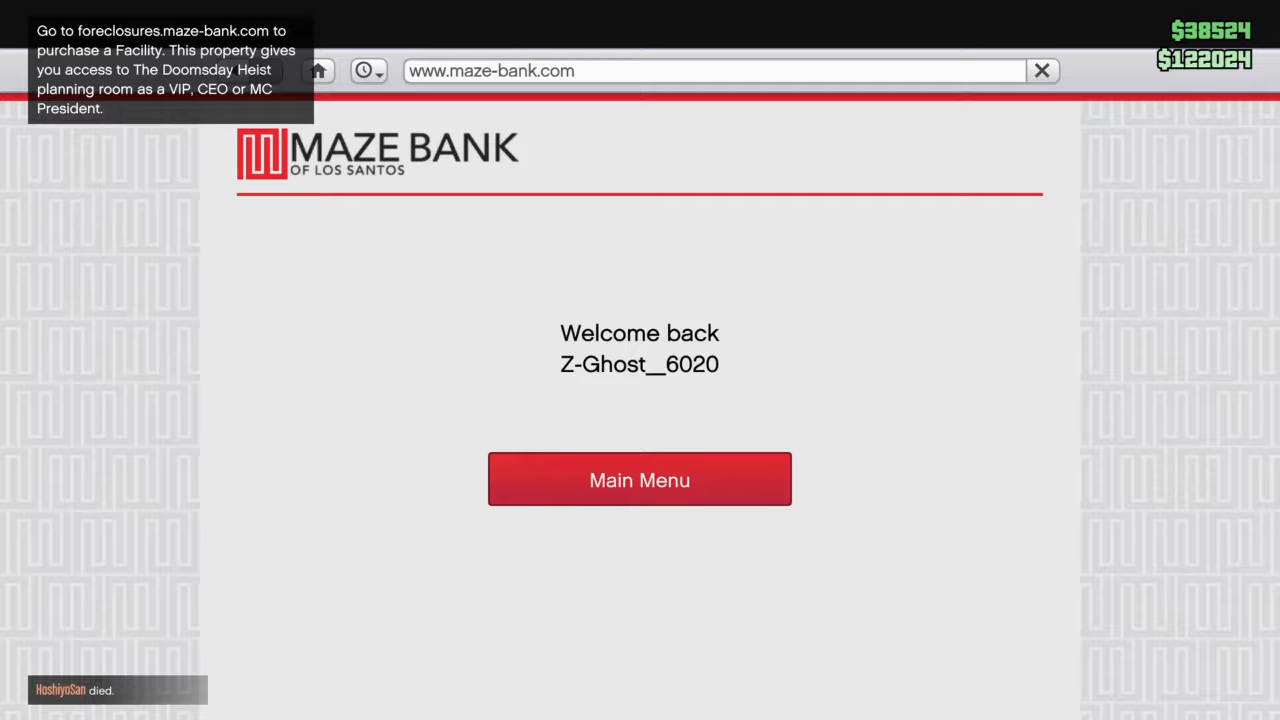 Go to foreclosures.maze-bank.com to
purchase a Facility. This property gives
you access to The Doomsday Heist
planning room as a VIP, CEO or MC
President.
$38524
$122024
www.maze-bank.com
MAZE BANK
OF LOS SANTOS
Welcome back
Z-Ghost__6020
Main Menu
HoshiyoSan died.